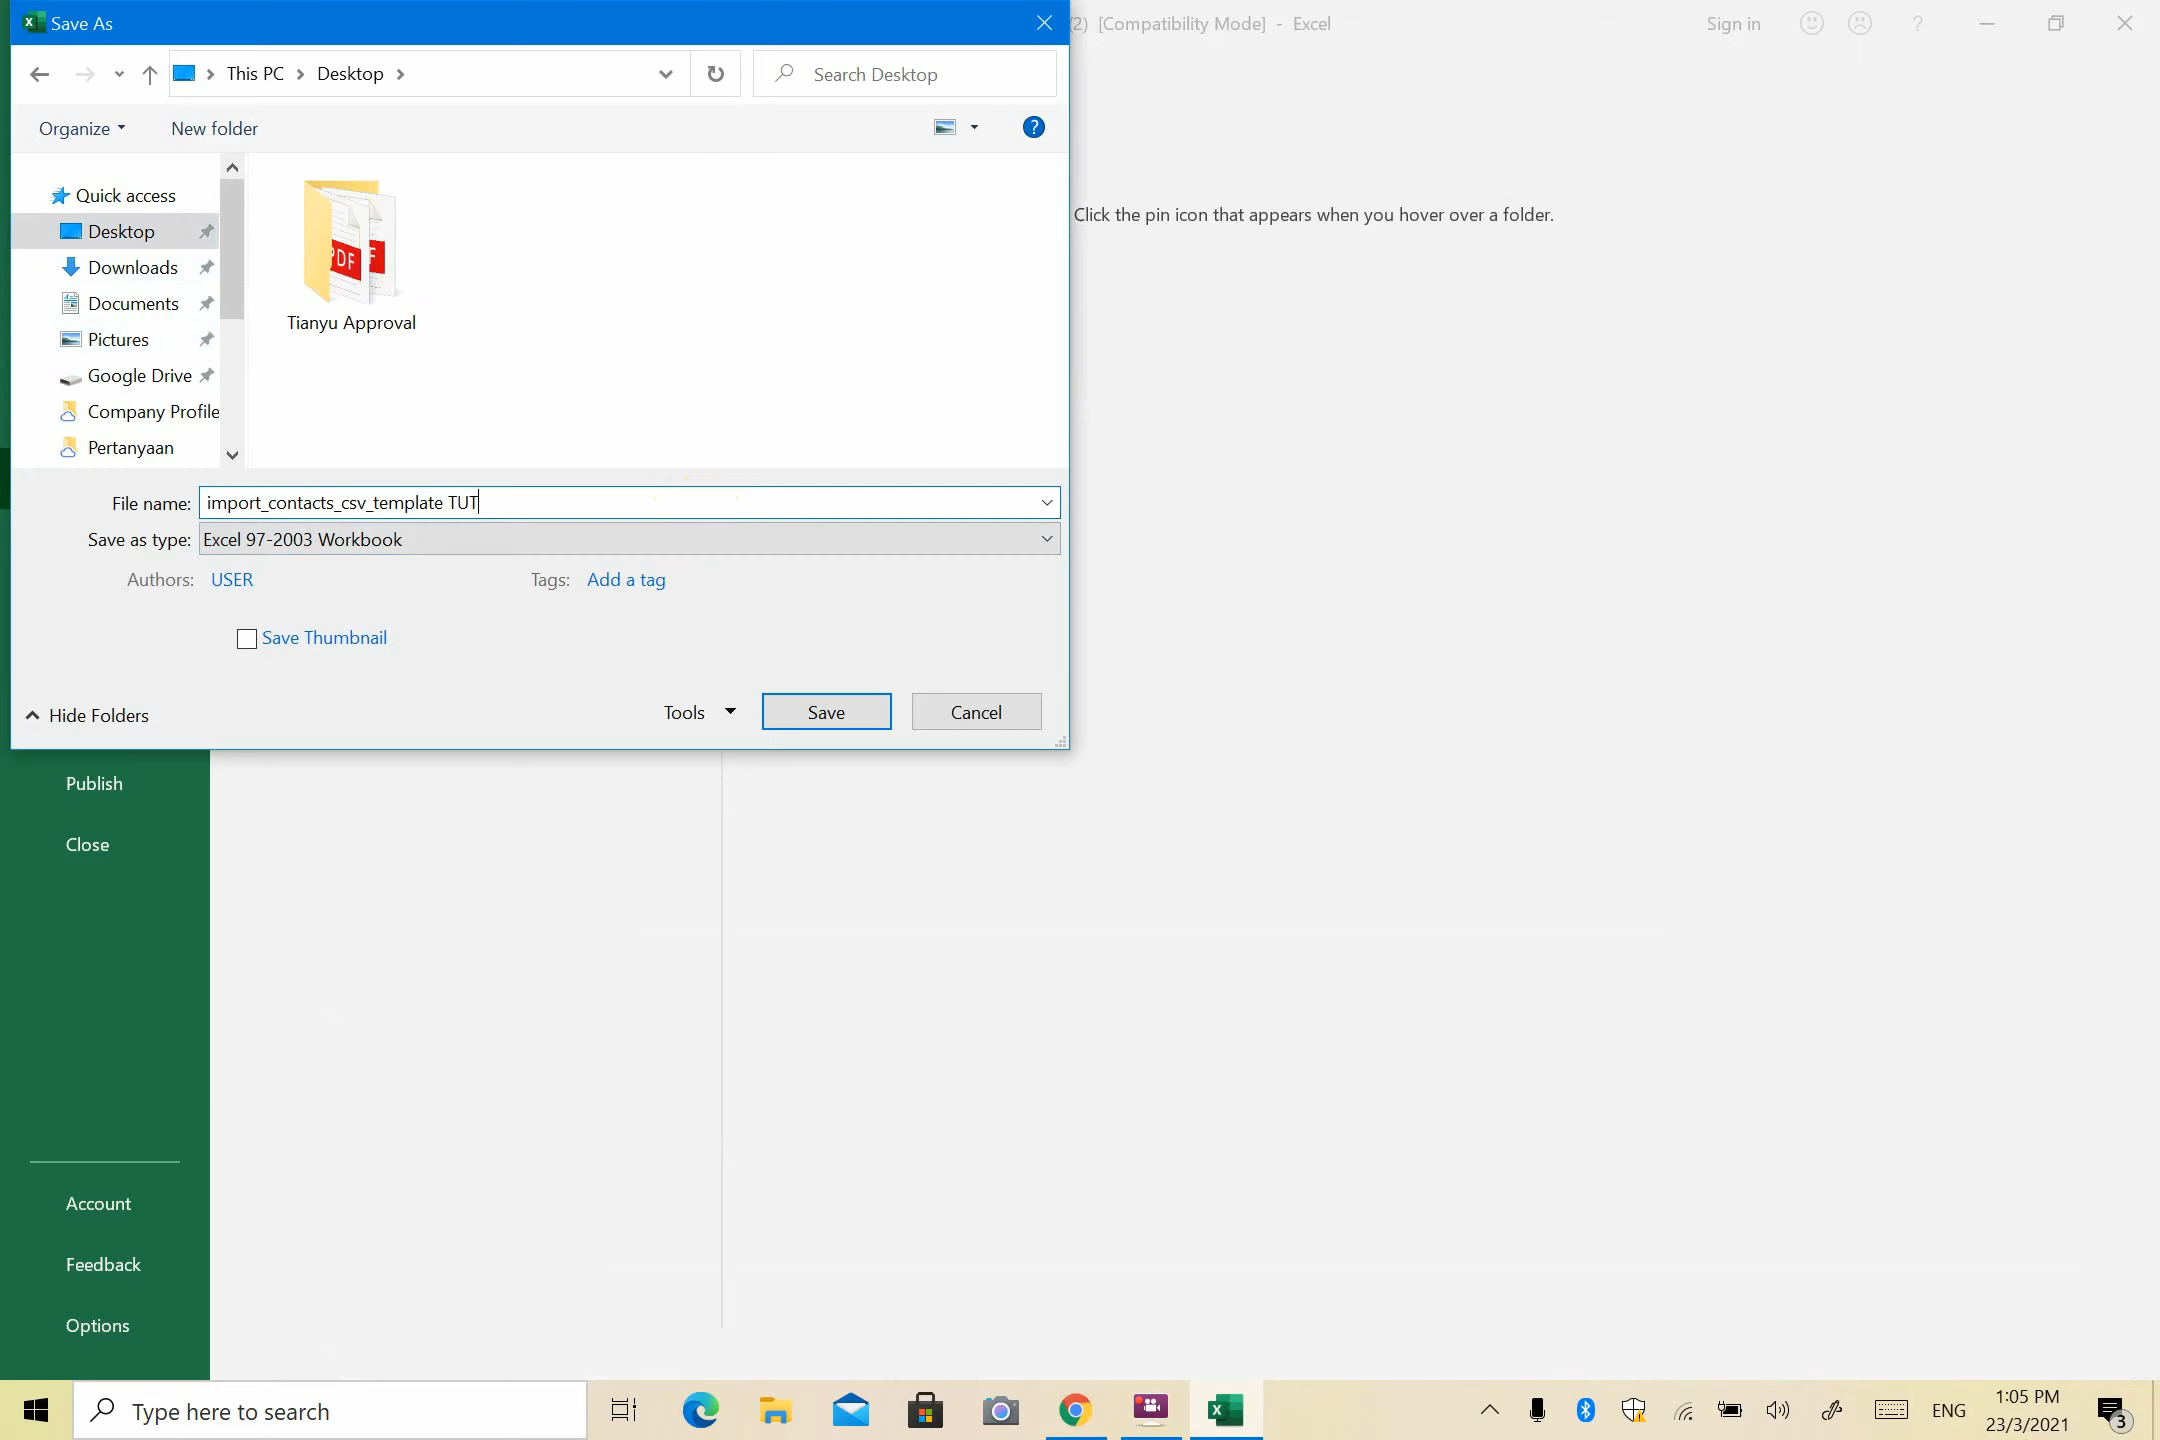 Save As
(2) [Compatibility Mode] - Excel
Sign in
This PC
Desktop
Search Desktop
Organize
New folder
Quick access
Desktop
Downloads
Documents
Pictures
Google Drive
Company Profile
Pertanyaan
PDF
Tianyu Approval
Click the pin icon that appears when you hover over a folder.
File name: import_contacts_csv_template TUT
Save as type: Excel 97-2003 Workbook
Authors: USER
Tags: Add a tag
Save Thumbnail
Hide Folders
Tools
Save
Cancel
Publish
Close
Account
Feedback
Options
Type here to search
ENG
1:05 PM
23/3/2021
3